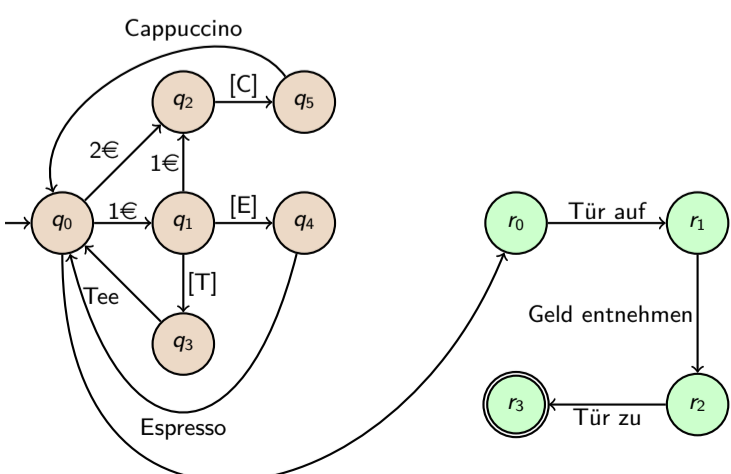 Cappuccino
q2
[C]
q5
2€
1€
q0
1€
q1
[E]
q4
r0
Tür auf
r1
Tee
[T]
Geld entnehmen
q3
r3
Tür zu
r2
Espresso